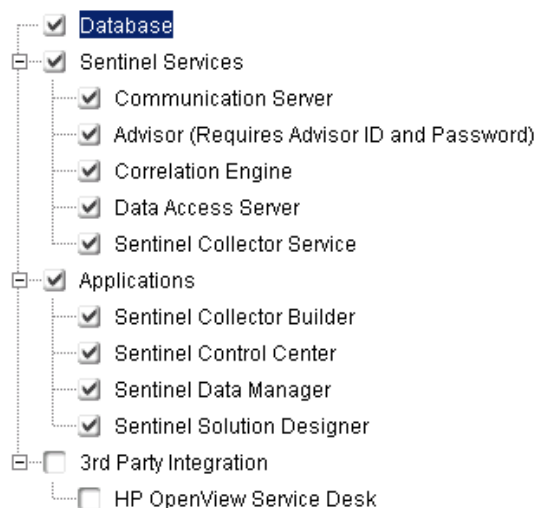 Database
Sentinel Services
Communication Server
Advisor (Requires Advisor ID and Password)
Correlation Engine
Data Access Server
Sentinel Collector Service
Applications
Sentinel Collector Builder
Sentinel Control Center
Sentinel Data Manager
Sentinel Solution Designer
3rd Party Integration
HP OpenView Service Desk